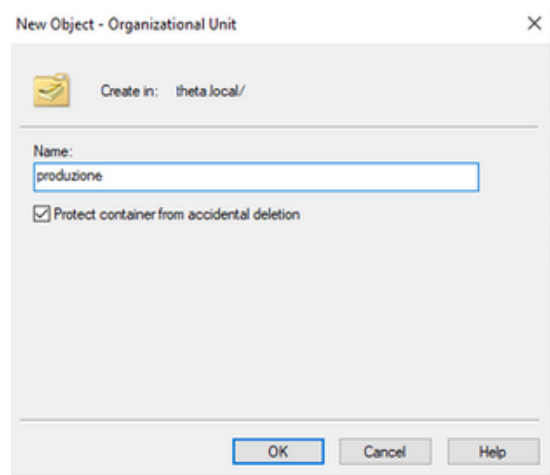 New Object - Organizational Unit
Create in: theta.local/
Name:
produzione
Protect container from accidental deletion
OK Cancel Help